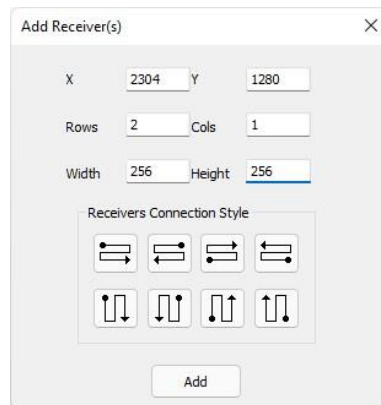 Add Receiver(s)
X 2304 Y 1280
Rows 2 Cols 1
Width 256 Height 256
Receivers Connection Style
Add